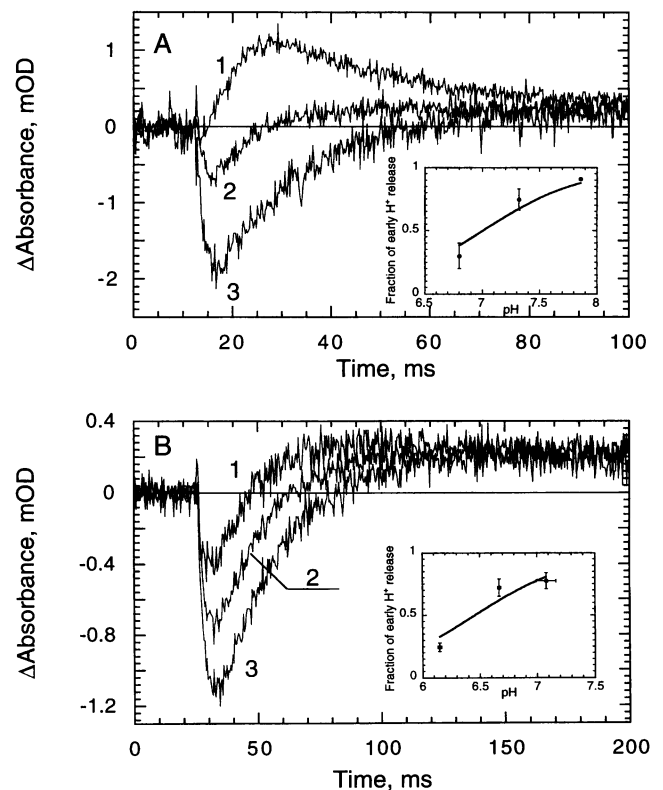 A
ΔAbsorbance, mOD
1
0
-1
-2
1
2
3
Fraction of early H⁺ release
1
0.5
0
6.5 7 7.5 8
pH
0 20 40 60 80 100
Time, ms
B
ΔAbsorbance, mOD
0.4
0
-0.4
-0.8
-1.2
1
2
3
Fraction of early H⁺ release
1
0.5
0
6 6.5 7 7.5
pH
0 50 100 150 200
Time, ms